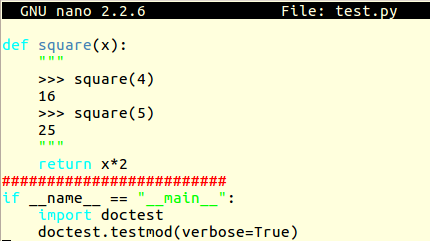 GNU nano 2.2.6 File: test.py
def square(x):
    """
    >>> square(4)
    16
    >>> square(5)
    25
    """
    return x*2
#########################
if __name__ == "__main__":
    import doctest
    doctest.testmod(verbose=True)